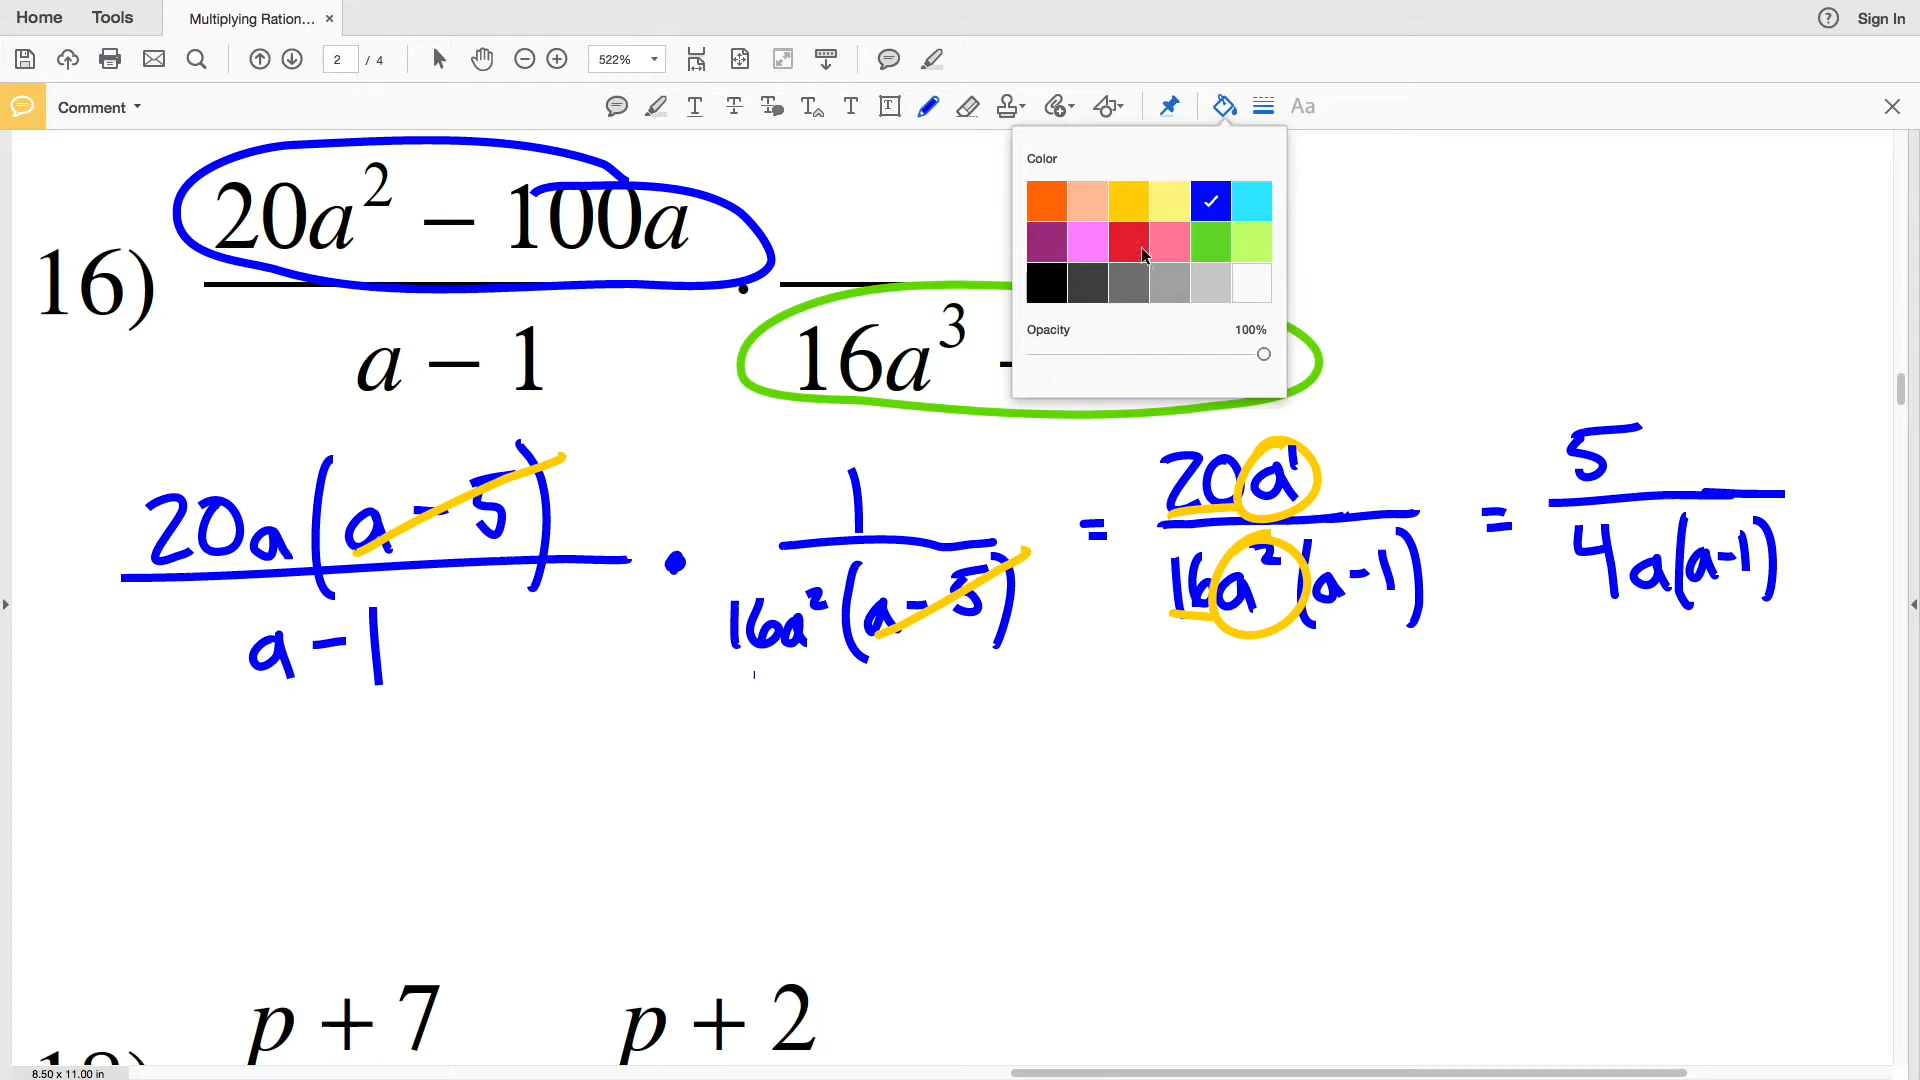 Home Tools Multiplying Ration... × ? Sign In
2 / 4 522%
Comment T T T T T T Aa
Color
Opacity 100%
16) 20a² − 100a
a − 1 · 16a³ -
20a(a - 5) / a - 1 · 1 / 16a²(a - 5) = 20a¹ / 16a²(a-1) = 5 / 4a(a-1)
p + 7 p + 2
8.50 x 11.00 in